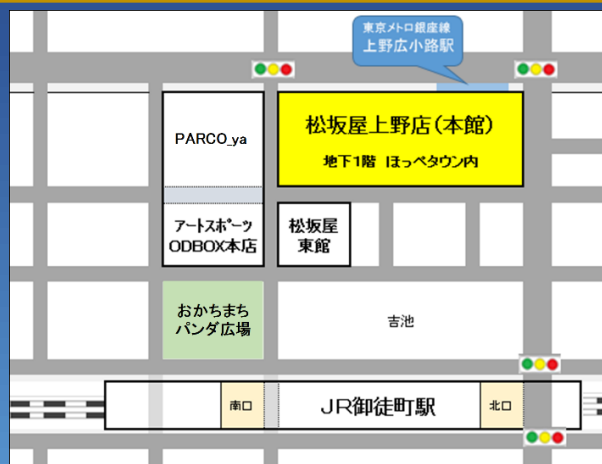 東京メトロ銀座線
上野広小路駅
PARCO_ya
松坂屋上野店(本館)
地下1階 ほっペタウン内
アートスポーツ
ODBOX本店
松坂屋
東館
おかちまち
パンダ広場
吉池
南口
JR御徒町駅
北口